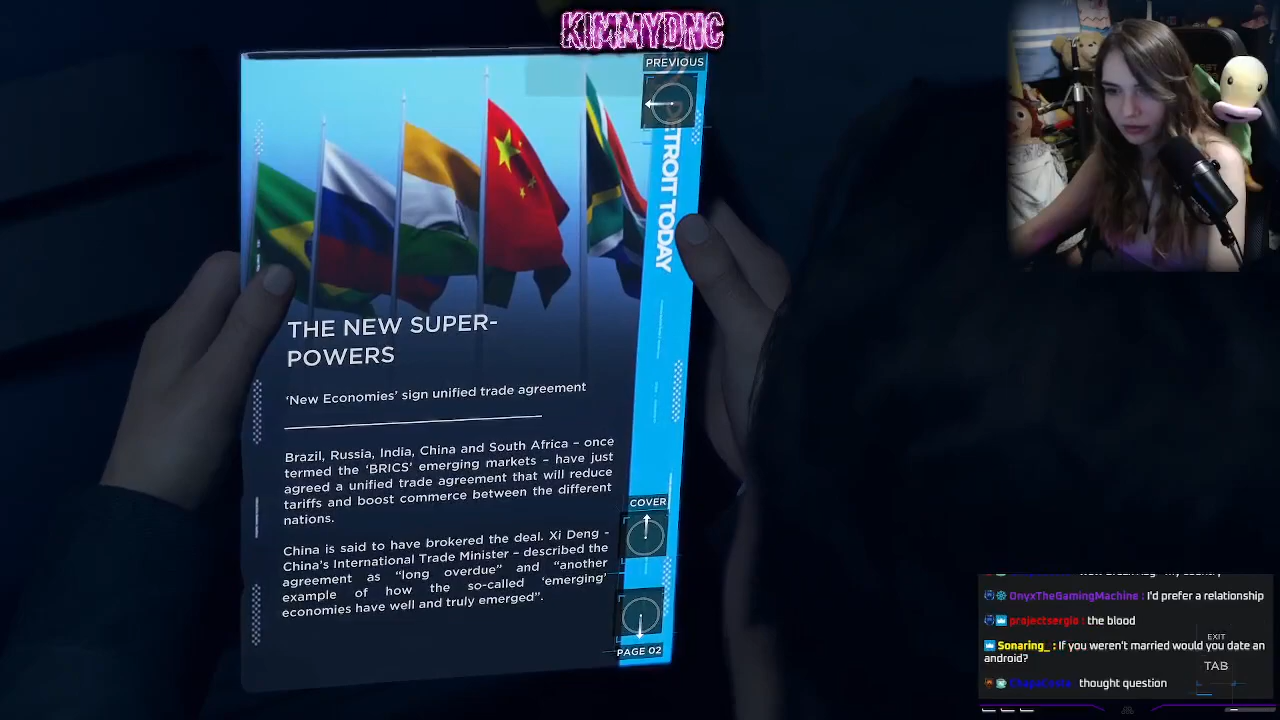 KIMMYDNC
PREVIOUS
TROIT TODAY
THE NEW SUPER-
POWERS
‘New Economies’ sign unified trade agreement
Brazil, Russia, India, China and South Africa – once
termed the ‘BRICS’ emerging markets – have just
agreed a unified trade agreement that will reduce
tariffs and boost commerce between the different
nations.
China is said to have brokered the deal. Xi Deng -
China’s International Trade Minister – described the
agreement as “long overdue” and “another
example of how the so-called ‘emerging’
economies have well and truly emerged”.
COVER
PAGE 02
OnyxTheGamingMachine : I'd prefer a relationship
projectsergio : the blood
EXIT
Sonaring_ : If you weren't married would you date an
android?
TAB
thought question